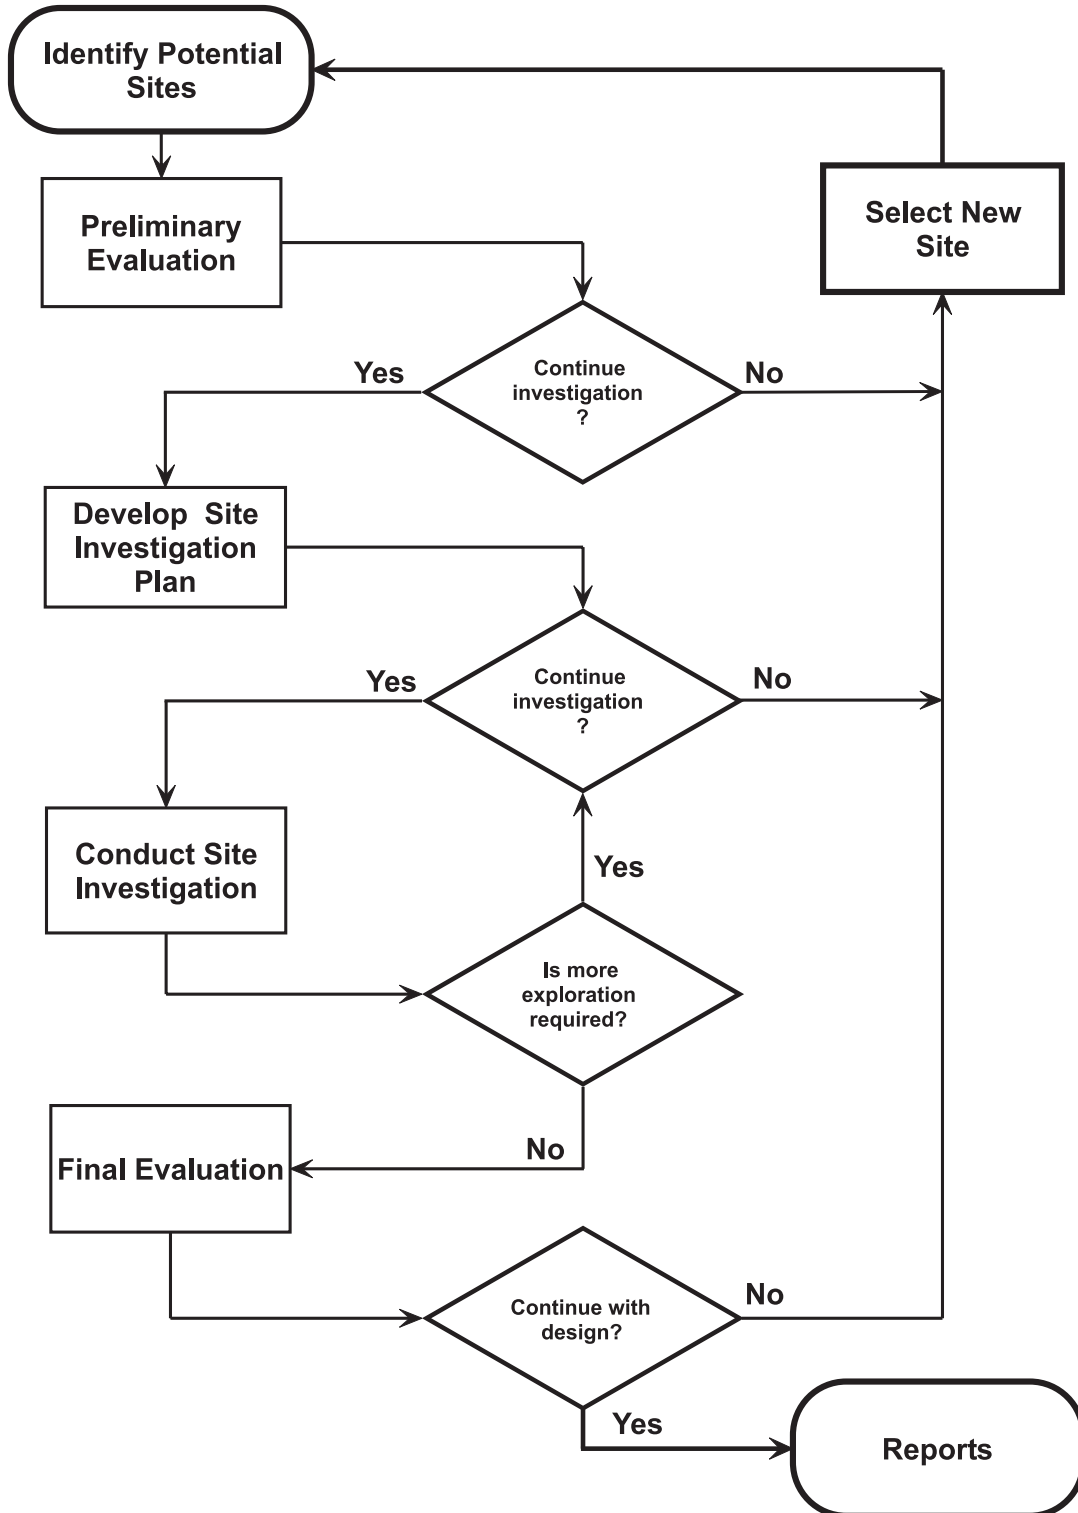 Identify Potential
Sites
Preliminary
Evaluation
Select New
Site
Yes
Continue
investigation
?
No
Develop Site
Investigation
Plan
Yes
Continue
investigation
?
No
Conduct Site
Investigation
Yes
Is more
exploration
required?
No
Final Evaluation
Continue with
design?
No
Yes
Reports